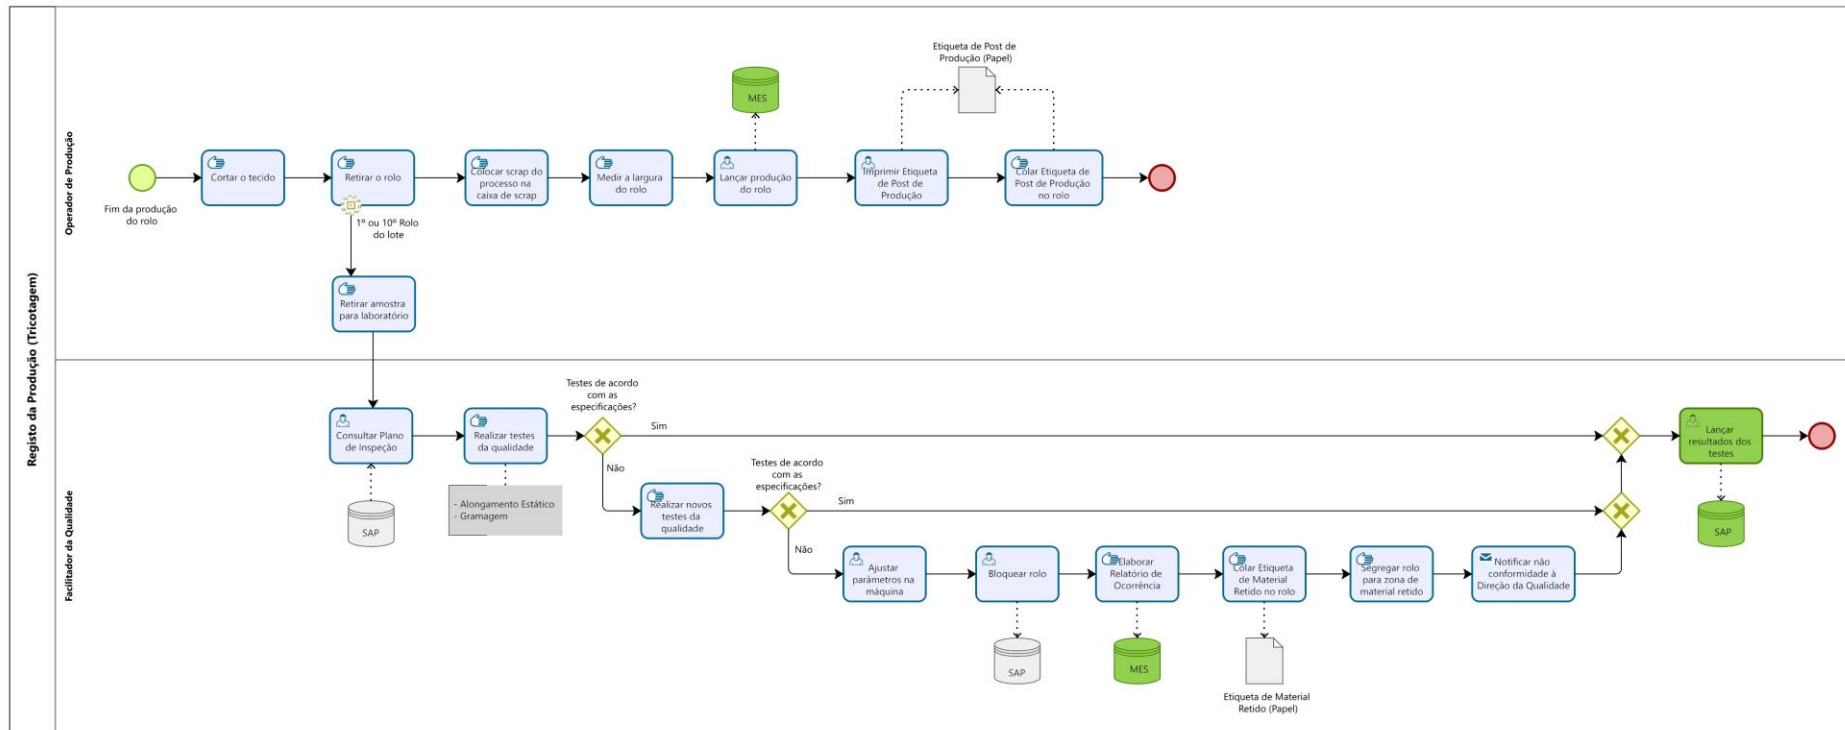 Registo da Produção (Tricotagem)
Operador de Produção
Fim da produção
do rolo
Cortar o tecido
Retirar o rolo
1º ou 10º Rolo
do lote
Colocar scrap do
processo na
caixa de scrap
Medir a largura
do rolo
MES
Lançar produção
do rolo
Etiqueta de Post de
Produção (Papel)
Imprimir Etiqueta
de Post de
Produção
Colar Etiqueta de
Post de Produção
no rolo
Retirar amostra
para laboratório
Facilitador da Qualidade
Consultar Plano
de Inspeção
SAP
Realizar testes
da qualidade
- Alongamento Estático
- Gramagem
Testes de acordo
com as
especificações?
Sim
Não
Realizar novos
testes da
qualidade
Testes de acordo
com as
especificações?
Sim
Não
Ajustar
parâmetros na
máquina
Bloquear rolo
SAP
Elaborar
Relatório de
Ocorrência
MES
Colar Etiqueta
de Material
Retido no rolo
Etiqueta de Material
Retido (Papel)
Segregar rolo
para zona de
material retido
Notificar não
conformidade à
Direção da Qualidade
Lançar
resultados dos
testes
SAP